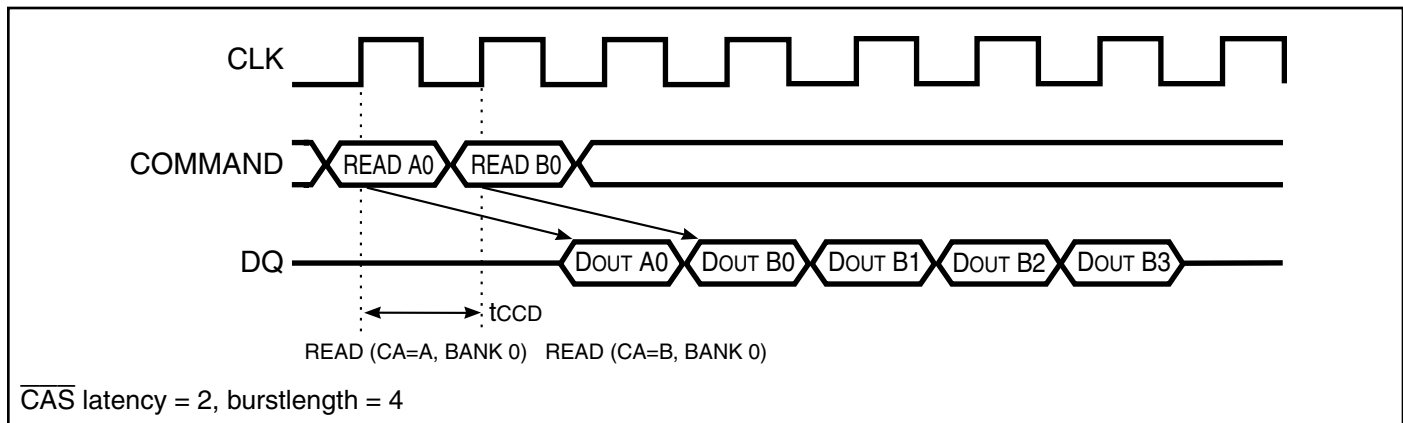 CLK
COMMAND READ A0 READ B0
DQ DOUT A0 DOUT B0 DOUT B1 DOUT B2 DOUT B3
tCCD
READ (CA=A, BANK 0) READ (CA=B, BANK 0)
C̅A̅S̅ latency = 2, burstlength = 4